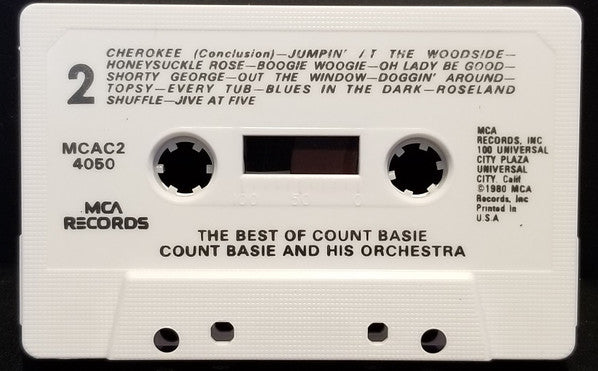 2
CHEROKEE (Conclusion)—JUMPIN' AT THE WOODSIDE—
HONEYSUCKLE ROSE—BOOGIE WOOGIE—OH LADY BE GOOD—
SHORTY GEORGE—OUT THE WINDOW—DOGGIN' AROUND—
TOPSY—EVERY TUB—BLUES IN THE DARK—ROSELAND
SHUFFLE—JIVE AT FIVE
MCAC2
4050
MCA
RECORDS
MCA
RECORDS, INC
100 UNIVERSAL
CITY PLAZA
UNIVERSAL
CITY, Calif
©1980 MCA
Records, Inc
Printed in
U.S.A
100 50 0
THE BEST OF COUNT BASIE
COUNT BASIE AND HIS ORCHESTRA